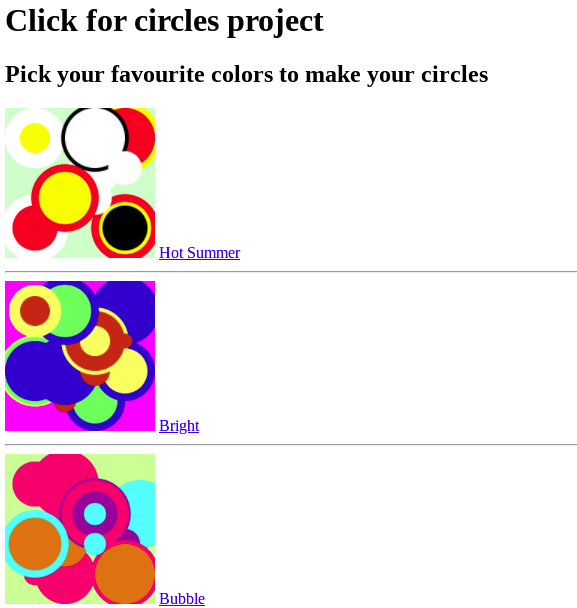 Click for circles project
Pick your favourite colors to make your circles
Hot Summer
Bright
Bubble